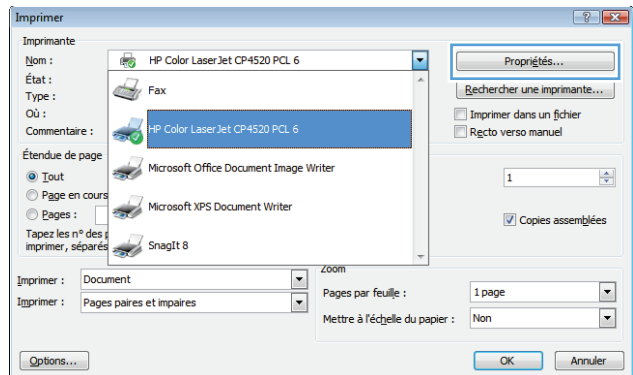 Imprimer
Imprimante
Nom : HP Color LaserJet CP4520 PCL 6 Propriétés...
État : Fax Rechercher une imprimante...
Type :
Où : Imprimer dans un fichier
Commentaire : HP Color LaserJet CP4520 PCL 6 Recto verso manuel
Étendue de page
Tout Microsoft Office Document Image Writer 1
Page en cours
Pages : Microsoft XPS Document Writer Copies assemblées
Tapez les n° des p
imprimer, séparés SnagIt 8
Zoom
Imprimer : Document
Pages par feuille : 1 page
Imprimer : Pages paires et impaires
Mettre à l'échelle du papier : Non
Options... OK Annuler